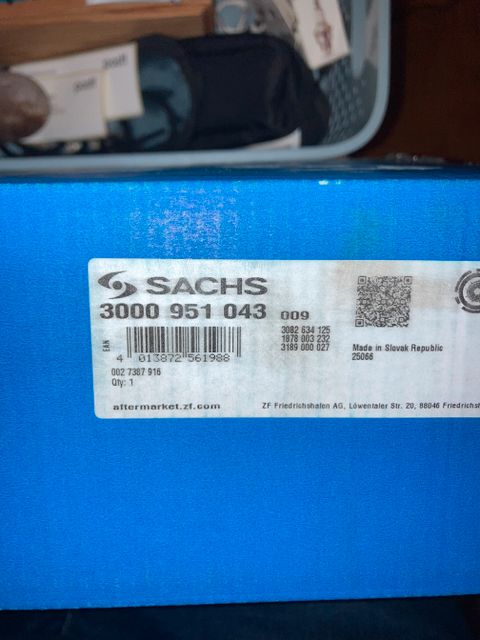 SACHS
3000 951 043 009
3082 634 125
1878 003 232
3189 000 027
EAN
4 013872 561988
002 7387 916
Qty: 1
Made in Slovak Republic
25066
aftermarket.zf.com
ZF Friedrichshafen AG, Löwentaler Str. 20, 88046 Friedrichsh